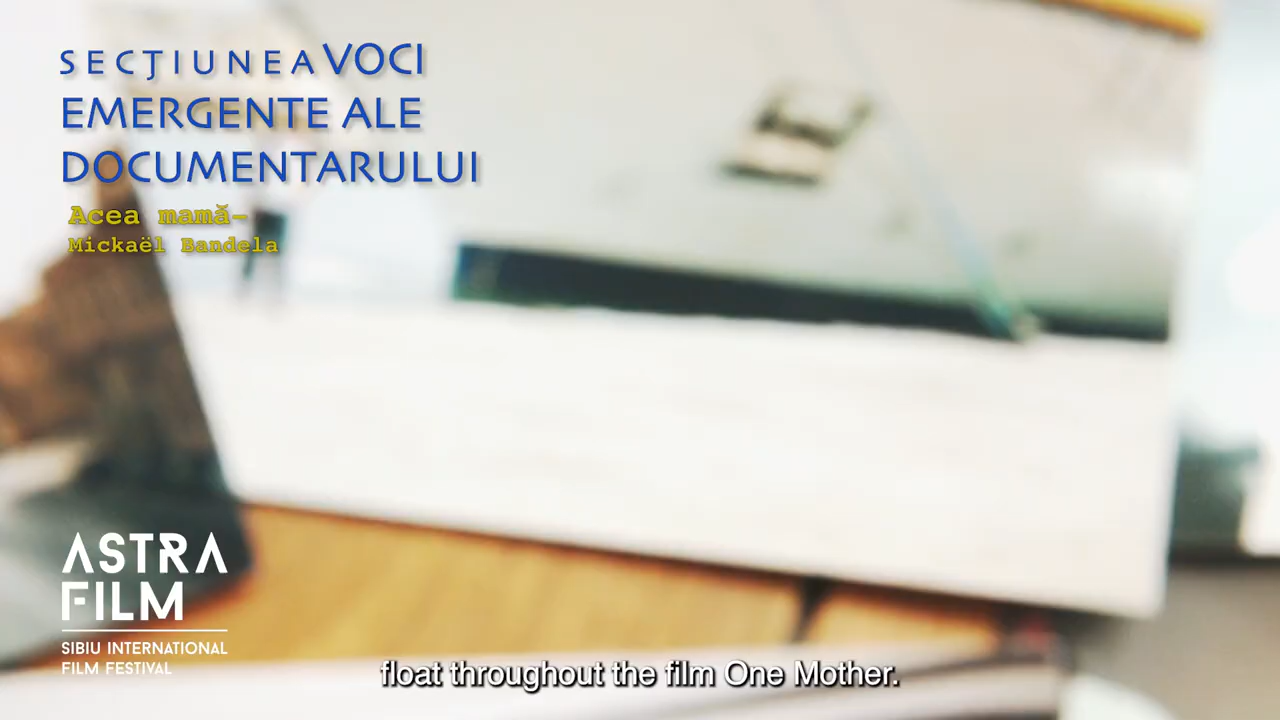 SECŢIUNEA VOCI
EMERGENTE ALE
DOCUMENTARULUI
Acea mamă-
Mickaël Bandela
ASTRA
FILM
SIBIU INTERNATIONAL
FILM FESTIVAL
float throughout the film One Mother.